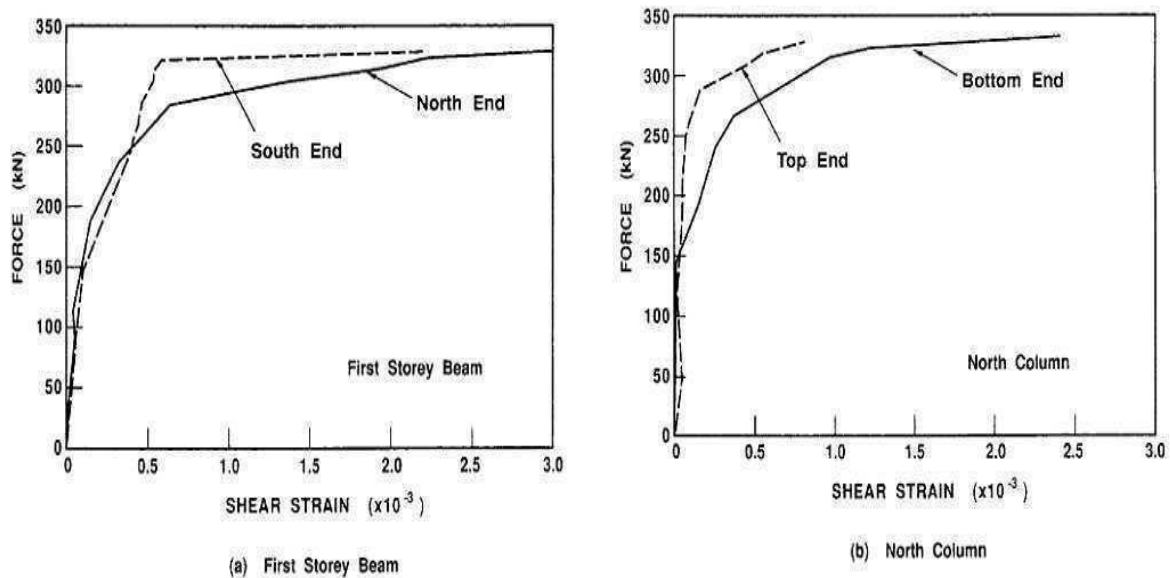 350
300
250
200
150
100
50
0
FORCE (kN)
North End
South End
First Storey Beam
0 0.5 1.0 1.5 2.0 2.5 3.0
SHEAR STRAIN (x10⁻³)
(a) First Storey Beam
350
300
250
200
150
100
50
0
FORCE (kN)
Bottom End
Top End
North Column
0 0.5 1.0 1.5 2.0 2.5 3.0
SHEAR STRAIN (x10⁻³)
(b) North Column